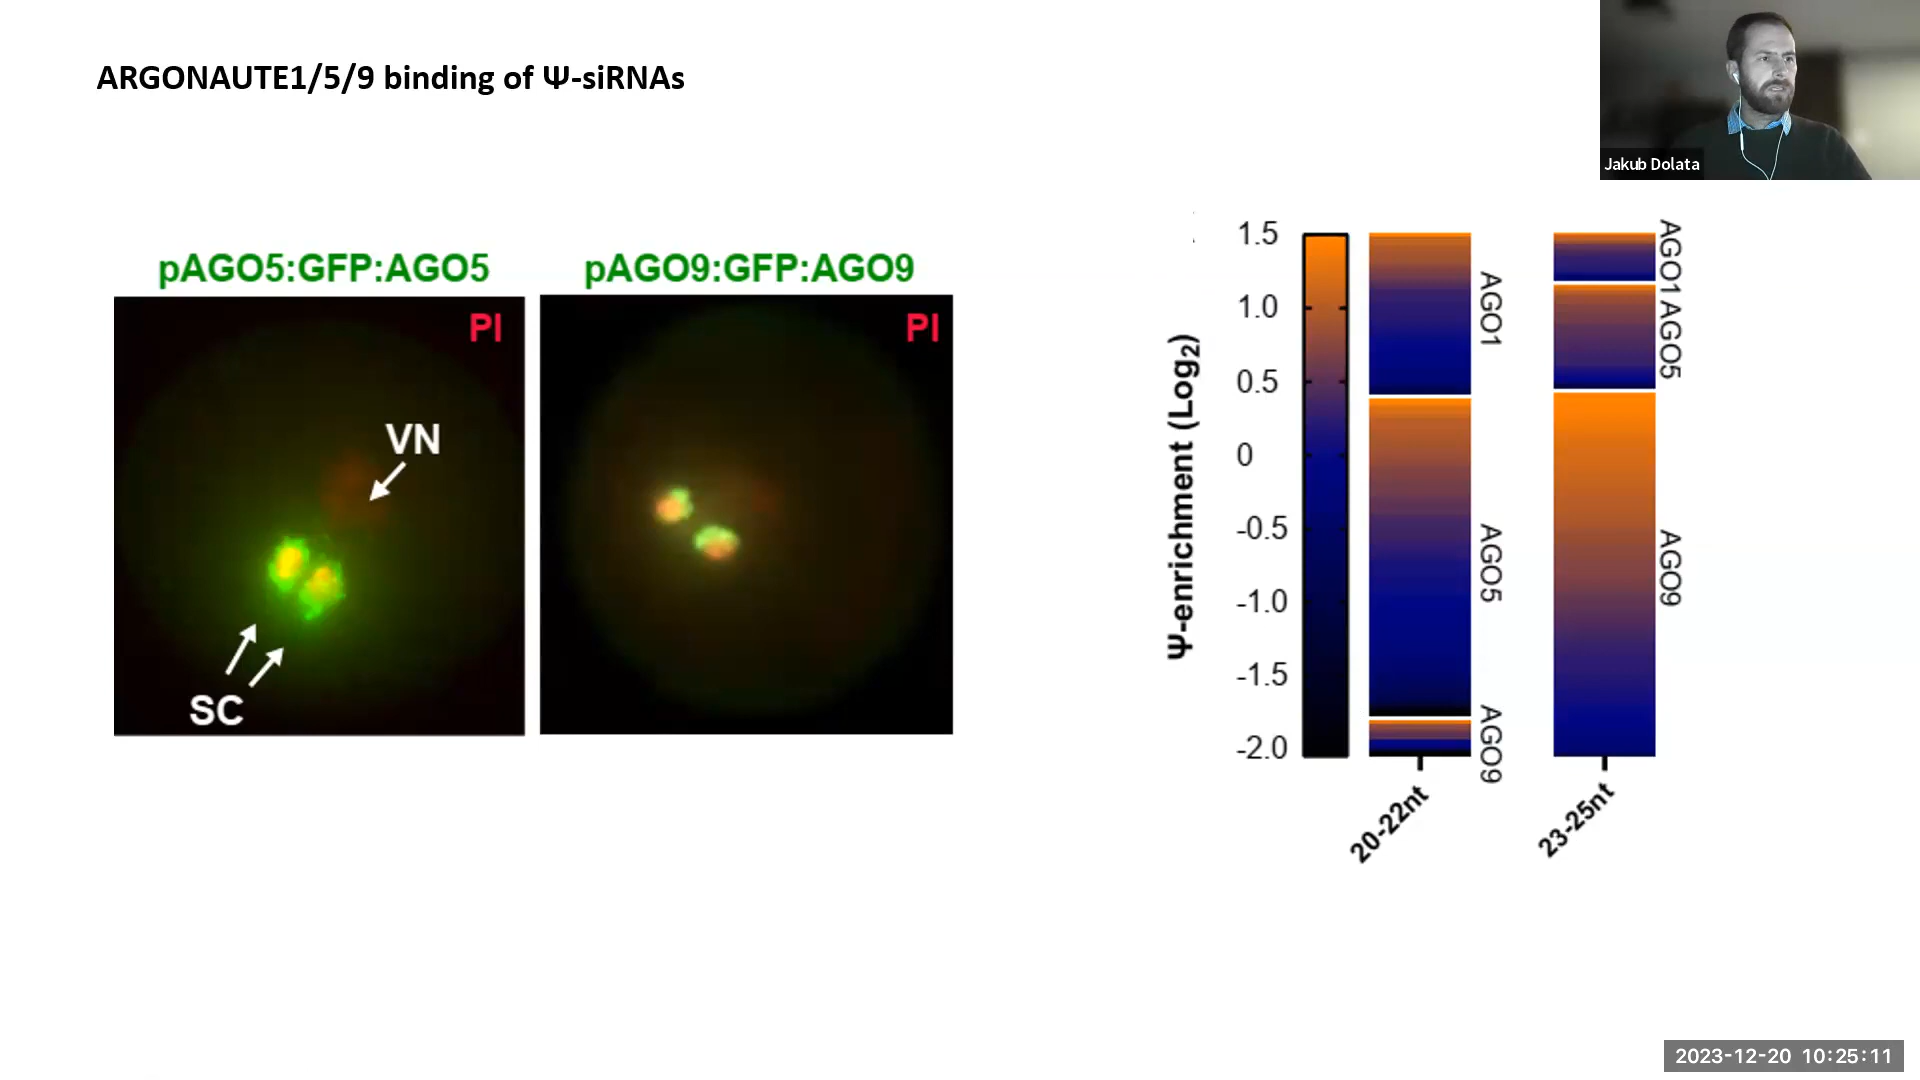 ARGONAUTE1/5/9 binding of Ψ-siRNAs
Jakub Dolata
pAGO5:GFP:AGO5
PI
VN
SC
pAGO9:GFP:AGO9
PI
Ψ-enrichment (Log₂)
1.5
1.0
0.5
0
-0.5
-1.0
-1.5
-2.0
AGO1
AGO5
AGO9
20-22nt
AGO1
AGO5
AGO9
23-25nt
2023-12-20 10:25:11